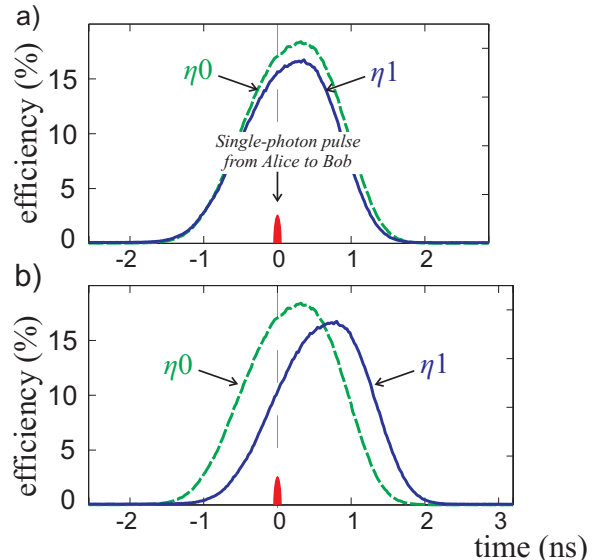 a)
efficiency (%)
15
10
5
0
η0
η1
Single-photon pulse
from Alice to Bob
-2
-1
0
1
2
b)
efficiency (%)
15
10
5
0
η0
η1
-2
-1
0
1
2
3
time (ns)